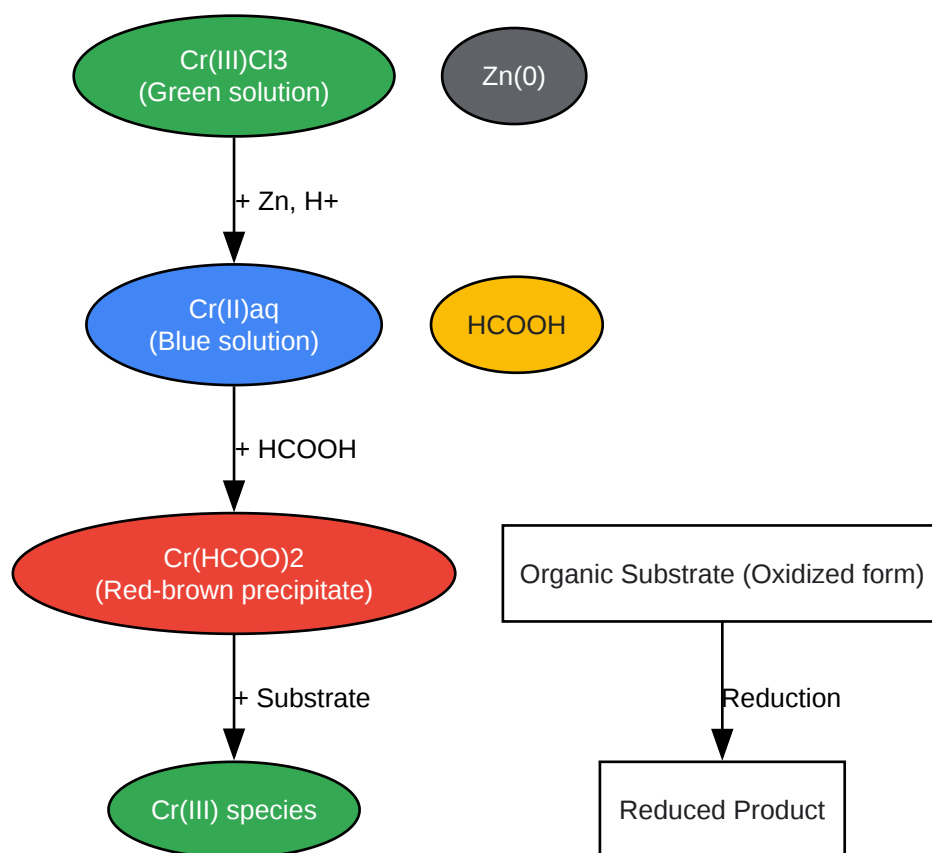 Cr(III)Cl3
(Green solution)
Zn(0)
+ Zn, H+
Cr(II)aq
(Blue solution)
HCOOH
+ HCOOH
Cr(HCOO)2
(Red-brown precipitate)
Organic Substrate (Oxidized form)
+ Substrate
Reduction
Cr(III) species
Reduced Product